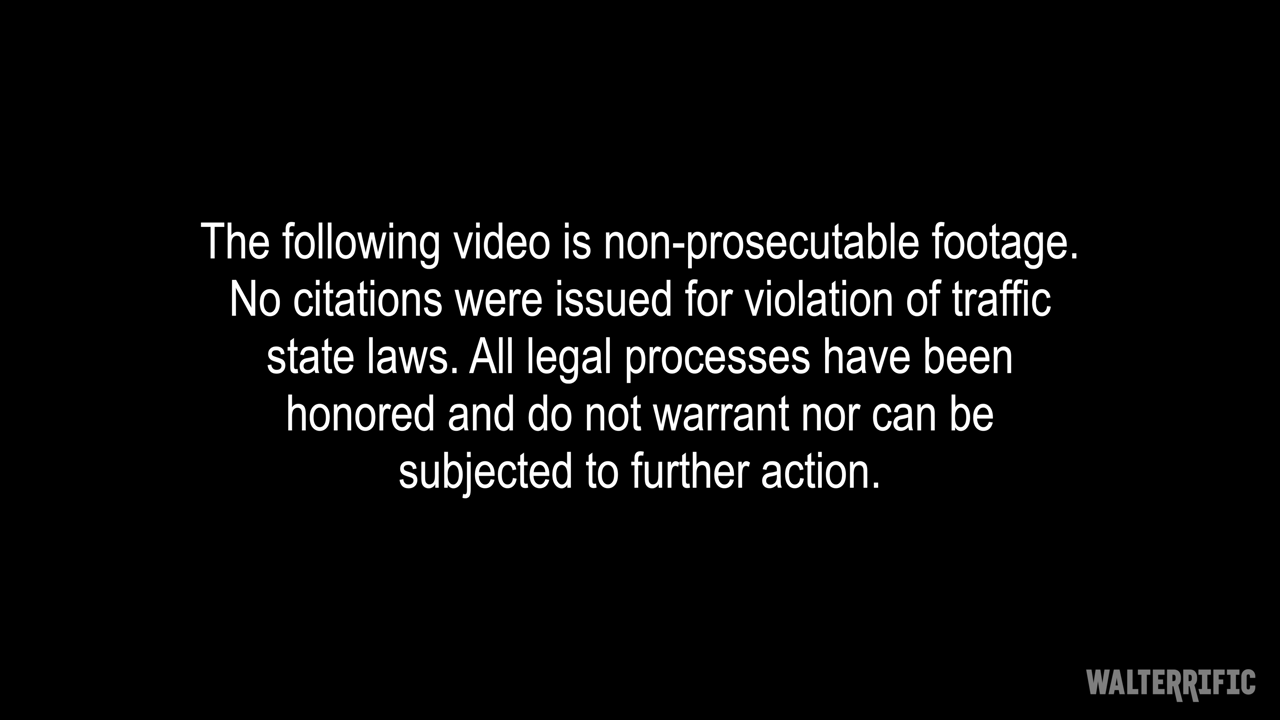 The following video is non-prosecutable footage.
No citations were issued for violation of traffic
state laws. All legal processes have been
honored and do not warrant nor can be
subjected to further action.
WALTERRIFIC